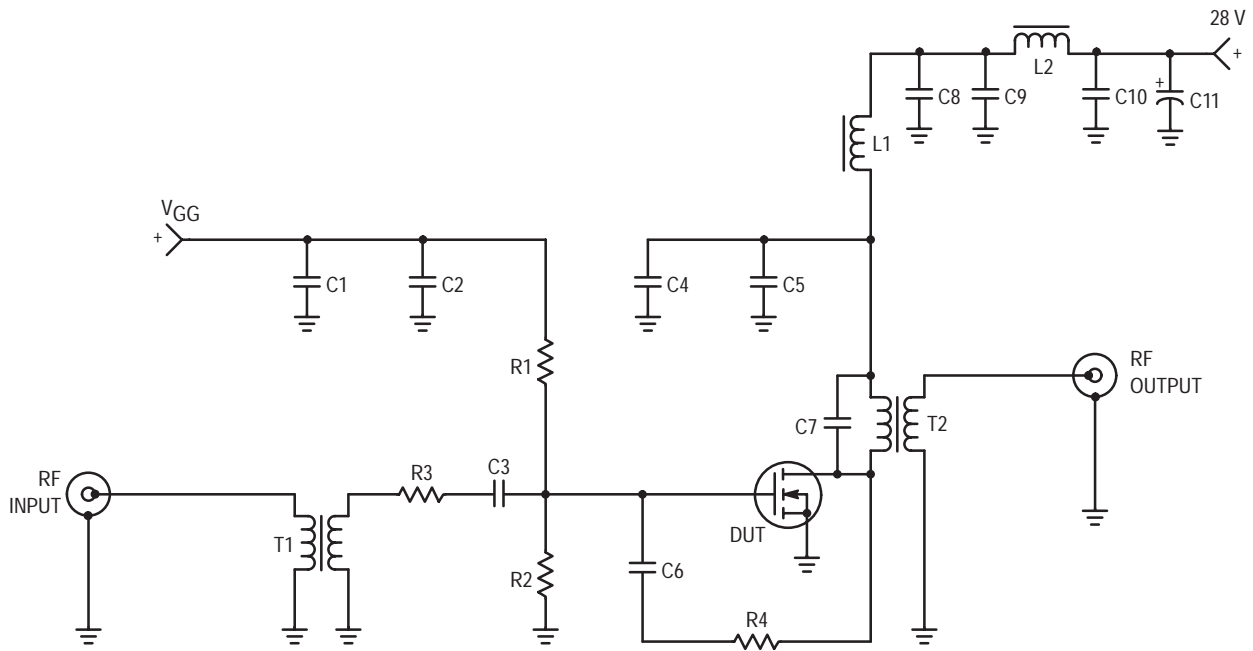 28 V
+
L2
C8
C9
C10
+
C11
L1
VGG
+
C1
C2
C4
C5
R1
RF
OUTPUT
C7
T2
RF
INPUT
R3
C3
T1
DUT
R2
C6
R4